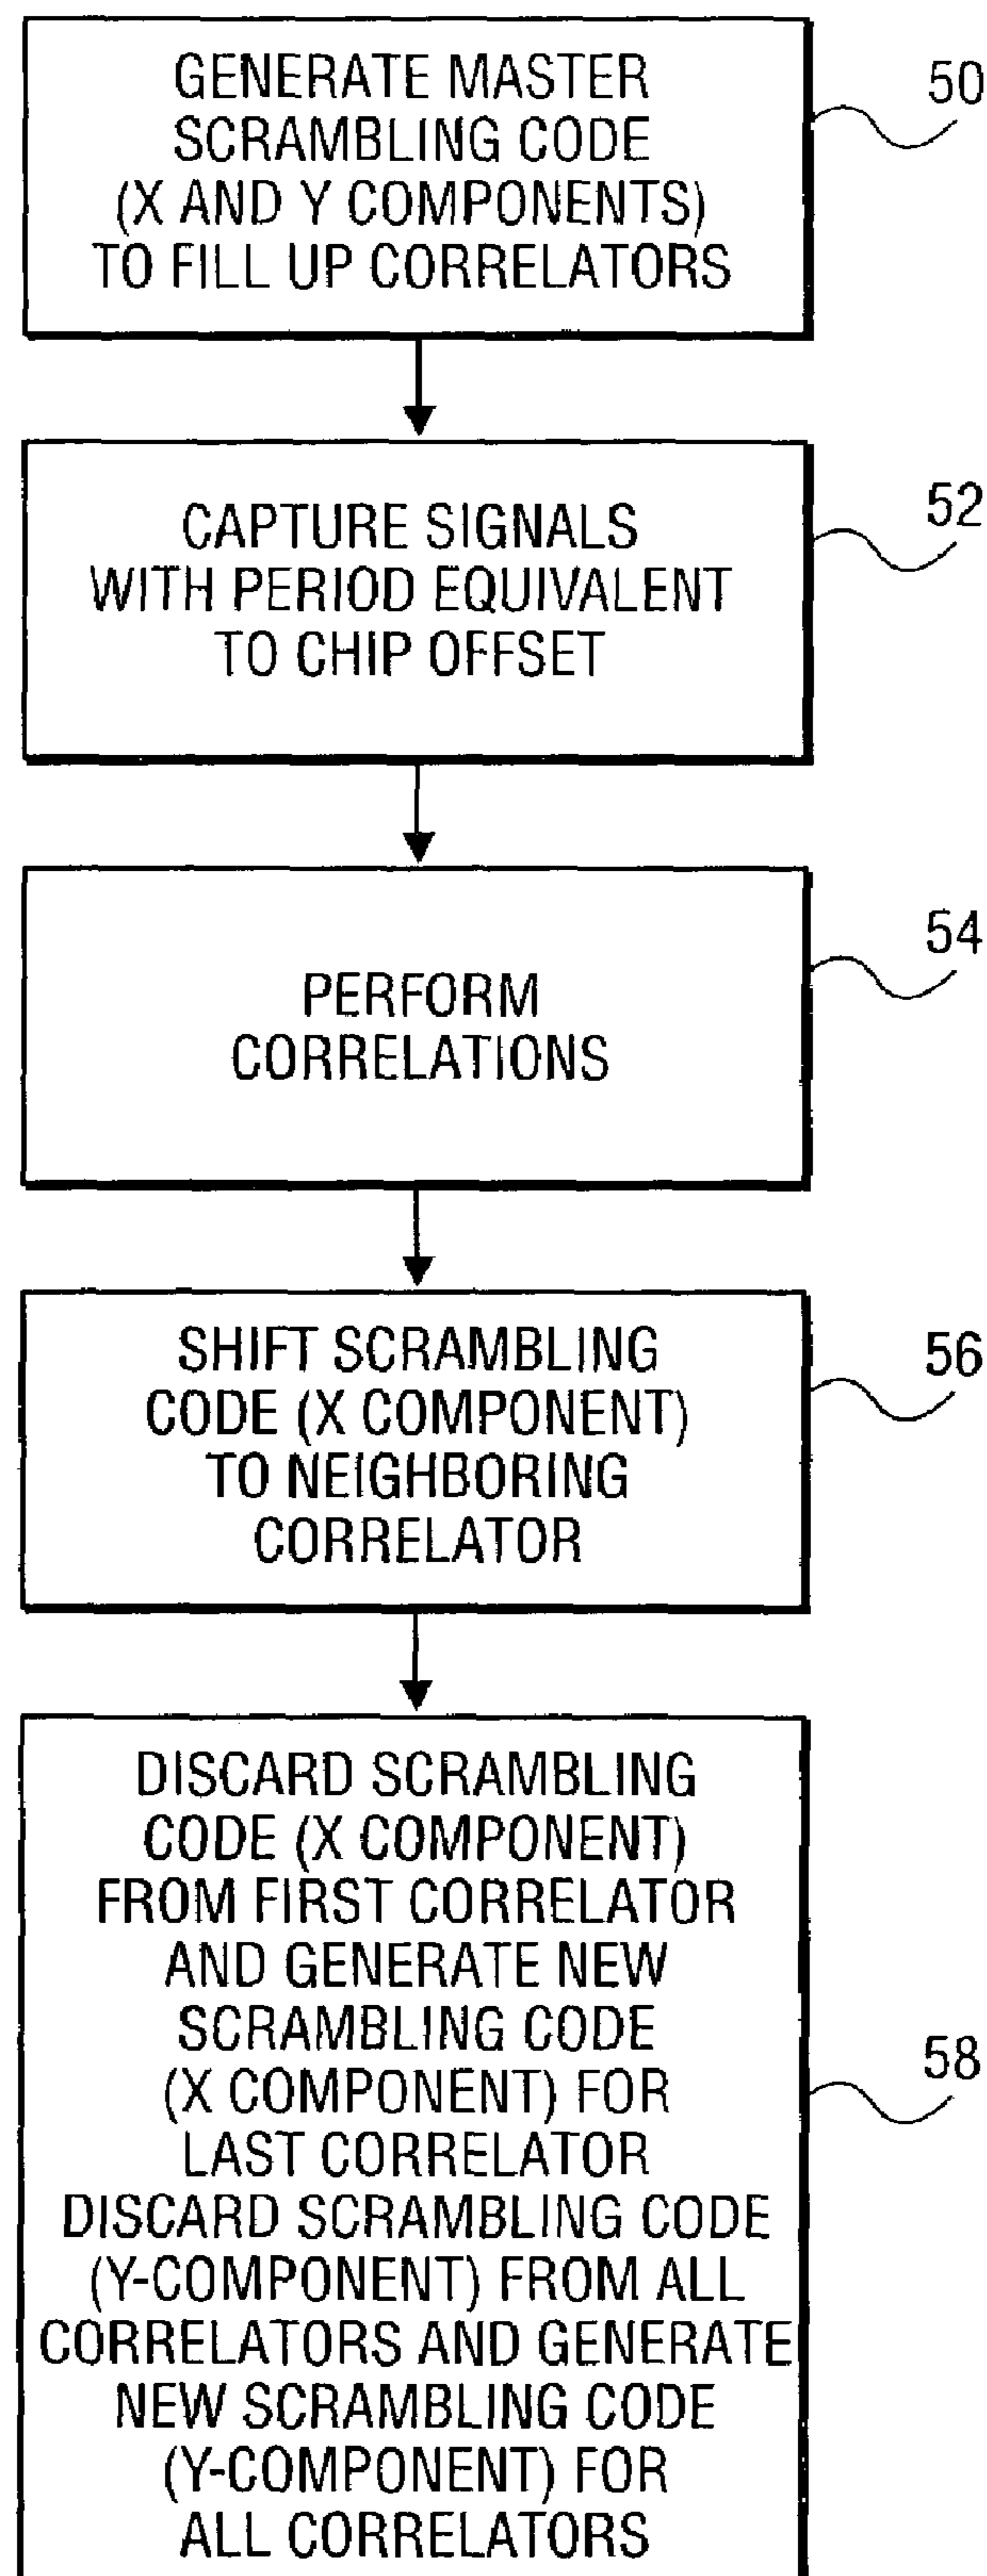 GENERATE MASTER
SCRAMBLING CODE
(X AND Y COMPONENTS)
TO FILL UP CORRELATORS
50
CAPTURE SIGNALS
WITH PERIOD EQUIVALENT
TO CHIP OFFSET
52
PERFORM
CORRELATIONS
54
SHIFT SCRAMBLING
CODE (X COMPONENT)
TO NEIGHBORING
CORRELATOR
56
DISCARD SCRAMBLING
CODE (X COMPONENT)
FROM FIRST CORRELATOR
AND GENERATE NEW
SCRAMBLING CODE
(X COMPONENT) FOR
LAST CORRELATOR
DISCARD SCRAMBLING CODE
(Y-COMPONENT) FROM ALL
CORRELATORS AND GENERATE
NEW SCRAMBLING CODE
(Y-COMPONENT) FOR
ALL CORRELATORS
58